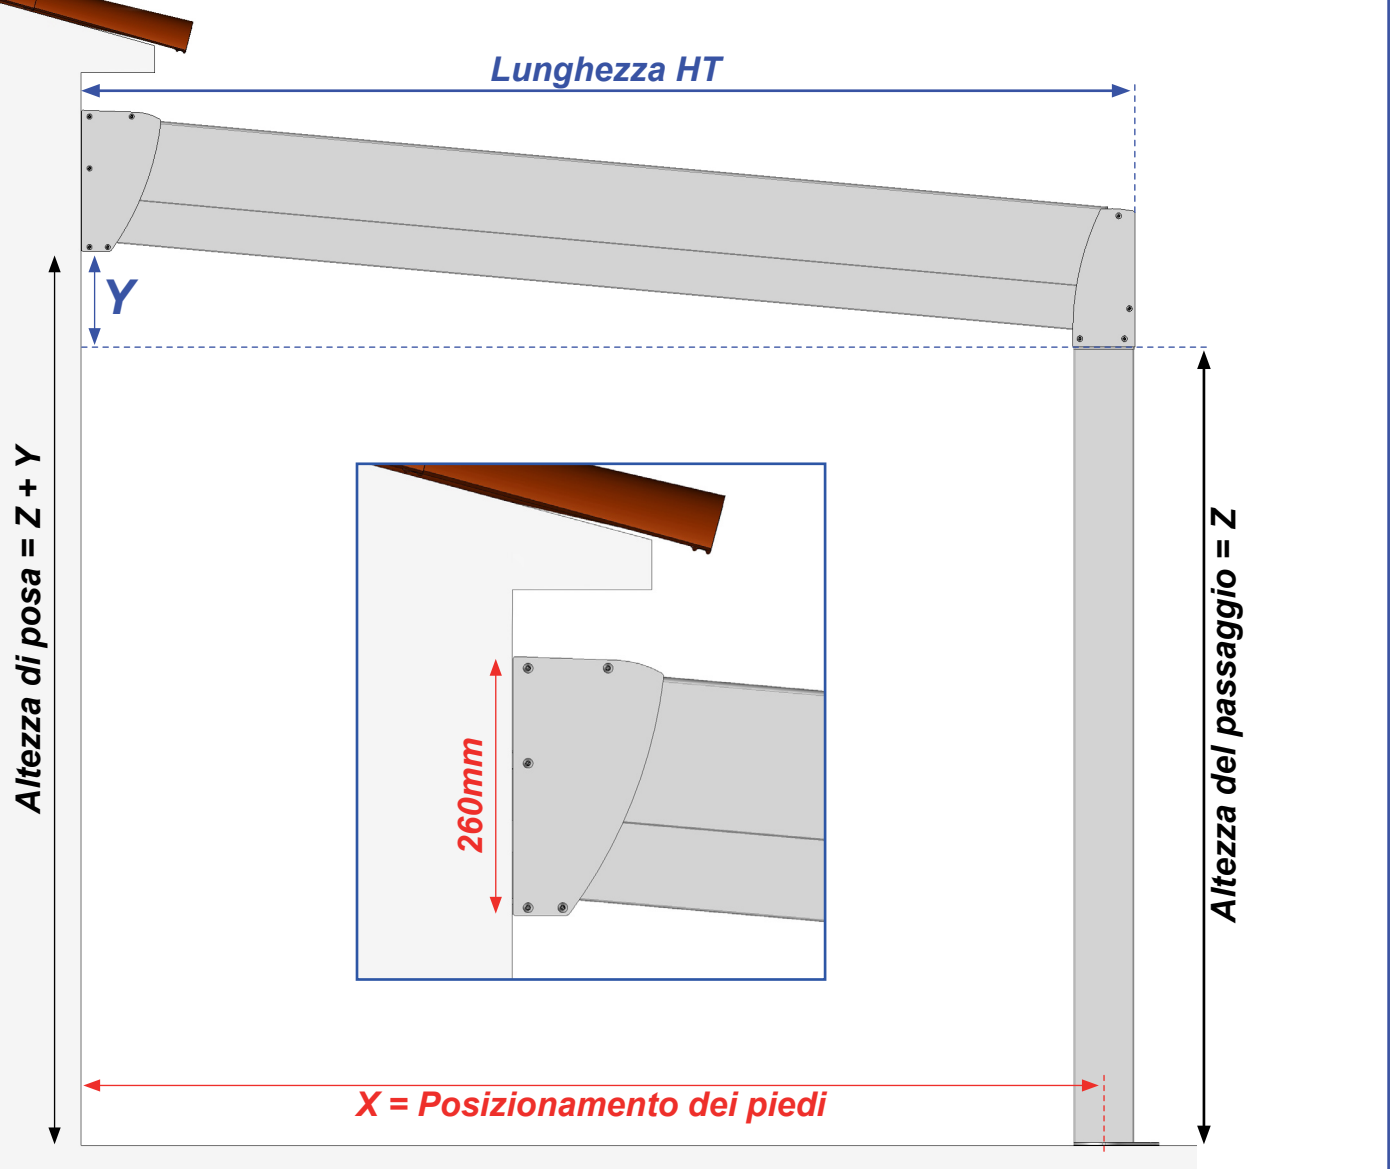 Lunghezza HT
Y
Altezza di posa = Z + Y
Altezza del passaggio = Z
260mm
X = Posizionamento dei piedi